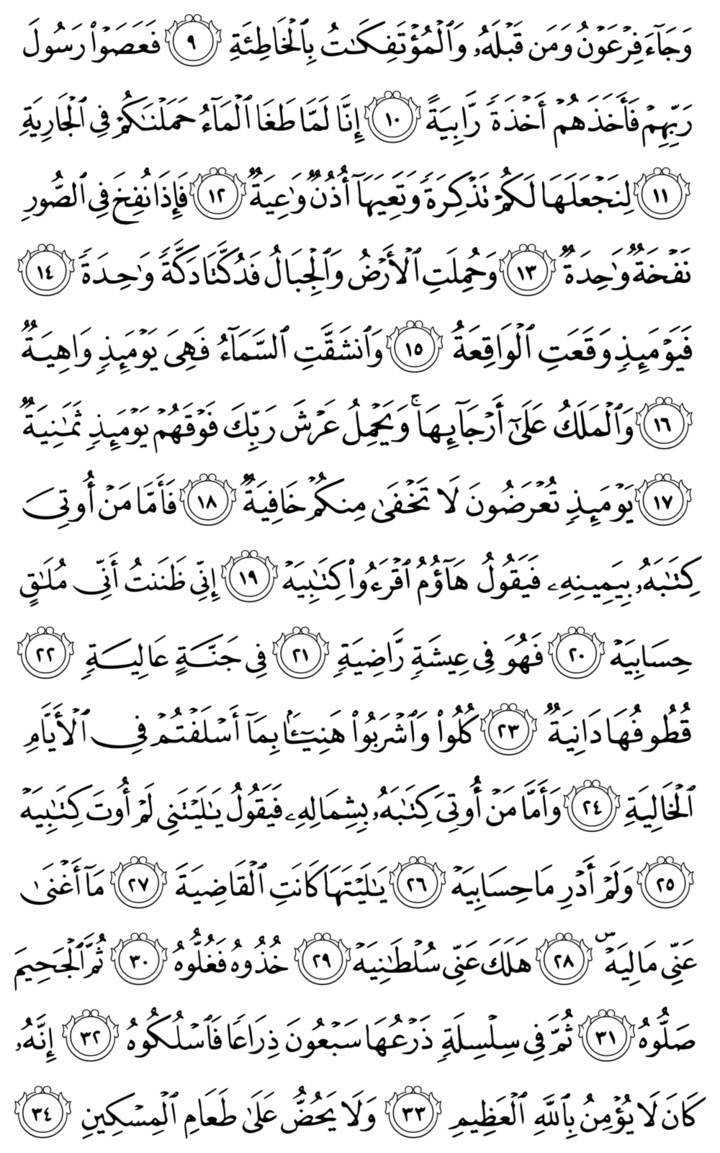 وَجَآءَ فِرْعَوْنُ وَمَن قَبْلَهُۥ وَٱلْمُؤْتَفِكَٰتُ بِٱلْخَاطِئَةِ ٩ فَعَصَوْا۟ رَسُولَ
رَبِّهِمْ فَأَخَذَهُمْ أَخْذَةً رَّابِيَةً ١٠ إِنَّا لَمَّا طَغَا ٱلْمَآءُ حَمَلْنَٰكُمْ فِى ٱلْجَارِيَةِ
١١ لِنَجْعَلَهَا لَكُمْ تَذْكِرَةً وَتَعِيَهَآ أُذُنٌ وَٰعِيَةٌ ١٢ فَإِذَا نُفِخَ فِى ٱلصُّورِ
نَفْخَةٌ وَٰحِدَةٌ ١٣ وَحُمِلَتِ ٱلْأَرْضُ وَٱلْجِبَالُ فَدُكَّتَا دَكَّةً وَٰحِدَةً ١٤
فَيَوْمَئِذٍ وَقَعَتِ ٱلْوَاقِعَةُ ١٥ وَٱنشَقَّتِ ٱلسَّمَآءُ فَهِىَ يَوْمَئِذٍ وَاهِيَةٌ
١٦ وَٱلْمَلَكُ عَلَىٰٓ أَرْجَآئِهَا ۚ وَيَحْمِلُ عَرْشَ رَبِّكَ فَوْقَهُمْ يَوْمَئِذٍ ثَمَٰنِيَةٌ
١٧ يَوْمَئِذٍ تُعْرَضُونَ لَا تَخْفَىٰ مِنكُمْ خَافِيَةٌ ١٨ فَأَمَّا مَنْ أُوتِىَ
كِتَٰبَهُۥ بِيَمِينِهِۦ فَيَقُولُ هَآؤُمُ ٱقْرَءُوا۟ كِتَٰبِيَهْ ١٩ إِنِّى ظَنَنتُ أَنِّى مُلَٰقٍ
حِسَابِيَهْ ٢٠ فَهُوَ فِى عِيشَةٍ رَّاضِيَةٍ ٢١ فِى جَنَّةٍ عَالِيَةٍ ٢٢
قُطُوفُهَا دَانِيَةٌ ٢٣ كُلُوا۟ وَٱشْرَبُوا۟ هَنِيٓـًٔۢا بِمَآ أَسْلَفْتُمْ فِى ٱلْأَيَّامِ
ٱلْخَالِيَةِ ٢٤ وَأَمَّا مَنْ أُوتِىَ كِتَٰبَهُۥ بِشِمَالِهِۦ فَيَقُولُ يَٰلَيْتَنِى لَمْ أُوتَ كِتَٰبِيَهْ
٢٥ وَلَمْ أَدْرِ مَا حِسَابِيَهْ ٢٦ يَٰلَيْتَهَا كَانَتِ ٱلْقَاضِيَةَ ٢٧ مَآ أَغْنَىٰ
عَنِّى مَالِيَهْ ۜ ٢٨ هَلَكَ عَنِّى سُلْطَٰنِيَهْ ٢٩ خُذُوهُ فَغُلُّوهُ ٣٠ ثُمَّ ٱلْجَحِيمَ
صَلُّوهُ ٣١ ثُمَّ فِى سِلْسِلَةٍ ذَرْعُهَا سَبْعُونَ ذِرَاعًا فَٱسْلُكُوهُ ٣٢ إِنَّهُۥ
كَانَ لَا يُؤْمِنُ بِٱللَّهِ ٱلْعَظِيمِ ٣٣ وَلَا يَحُضُّ عَلَىٰ طَعَامِ ٱلْمِسْكِينِ ٣٤